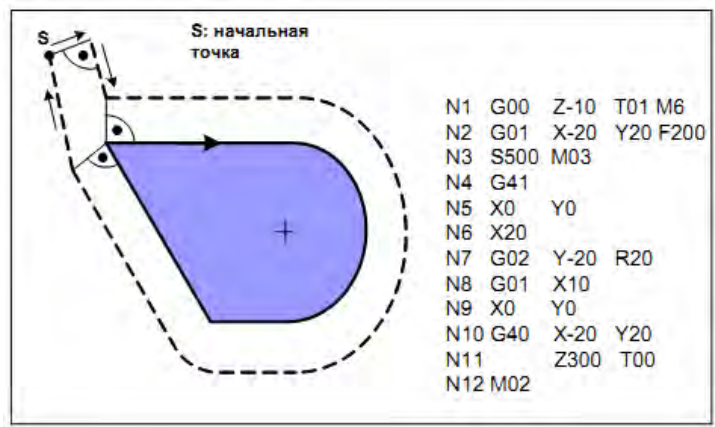 S: начальная
точка
S
N1 G00 Z-10 T01 M6
N2 G01 X-20 Y20 F200
N3 S500 M03
N4 G41
N5 X0 Y0
N6 X20
N7 G02 Y-20 R20
N8 G01 X10
N9 X0 Y0
N10 G40 X-20 Y20
N11 Z300 T00
N12 M02